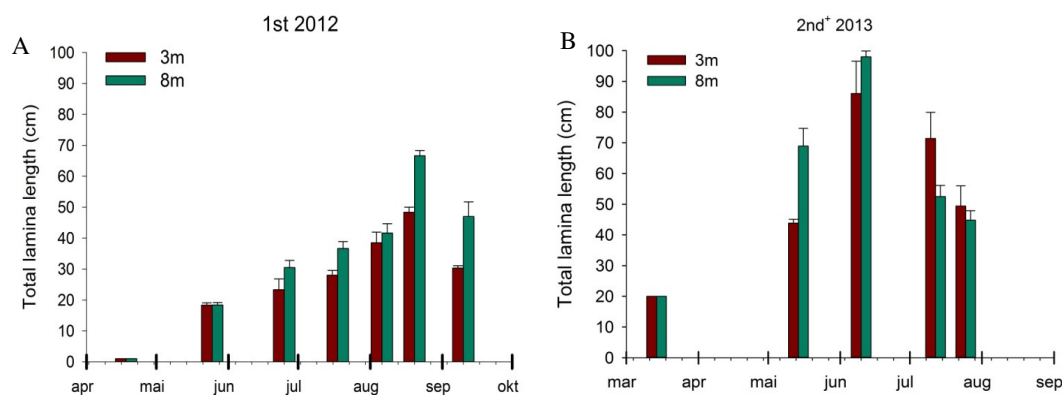 A
1st 2012
3m
8m
Total lamina length (cm)
100
90
80
70
60
50
40
30
20
10
0
apr mai jun jul aug sep okt
B
2nd+ 2013
3m
8m
Total lamina length (cm)
100
90
80
70
60
50
40
30
20
10
0
mar apr mai jun jul aug sep